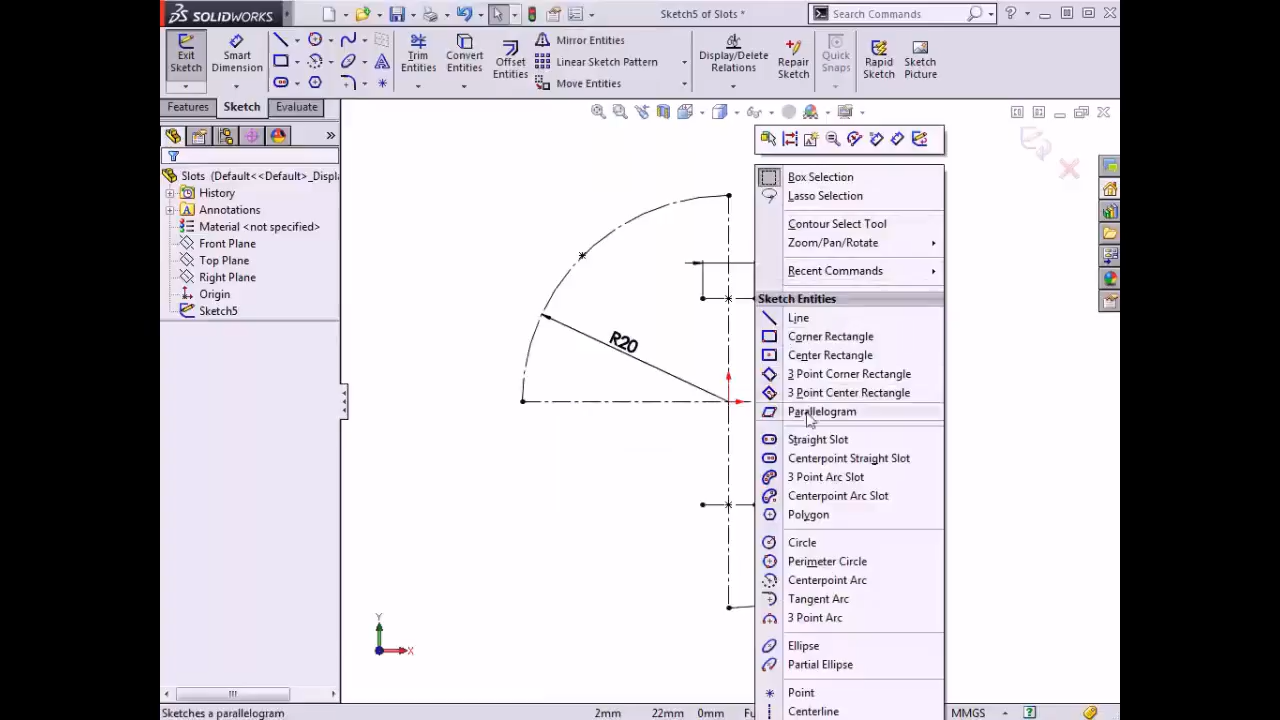 SOLIDWORKS
Sketch5 of Slots *
Search Commands
Exit Sketch
Smart Dimension
Trim Entities
Convert Entities
Offset Entities
Mirror Entities
Linear Sketch Pattern
Move Entities
Display/Delete Relations
Repair Sketch
Quick Snaps
Rapid Sketch
Sketch Picture
Features Sketch Evaluate
Slots (Default<<Default>_Displ
History
Annotations
Material <not specified>
Front Plane
Top Plane
Right Plane
Origin
Sketch5
R20
Y
X
Box Selection
Lasso Selection
Contour Select Tool
Zoom/Pan/Rotate
Recent Commands
Sketch Entities
Line
Corner Rectangle
Center Rectangle
3 Point Corner Rectangle
3 Point Center Rectangle
Parallelogram
Straight Slot
Centerpoint Straight Slot
3 Point Arc Slot
Centerpoint Arc Slot
Polygon
Circle
Perimeter Circle
Centerpoint Arc
Tangent Arc
3 Point Arc
Ellipse
Partial Ellipse
Point
Centerline
Sketches a parallelogram 2mm 22mm 0mm Fu MMGS